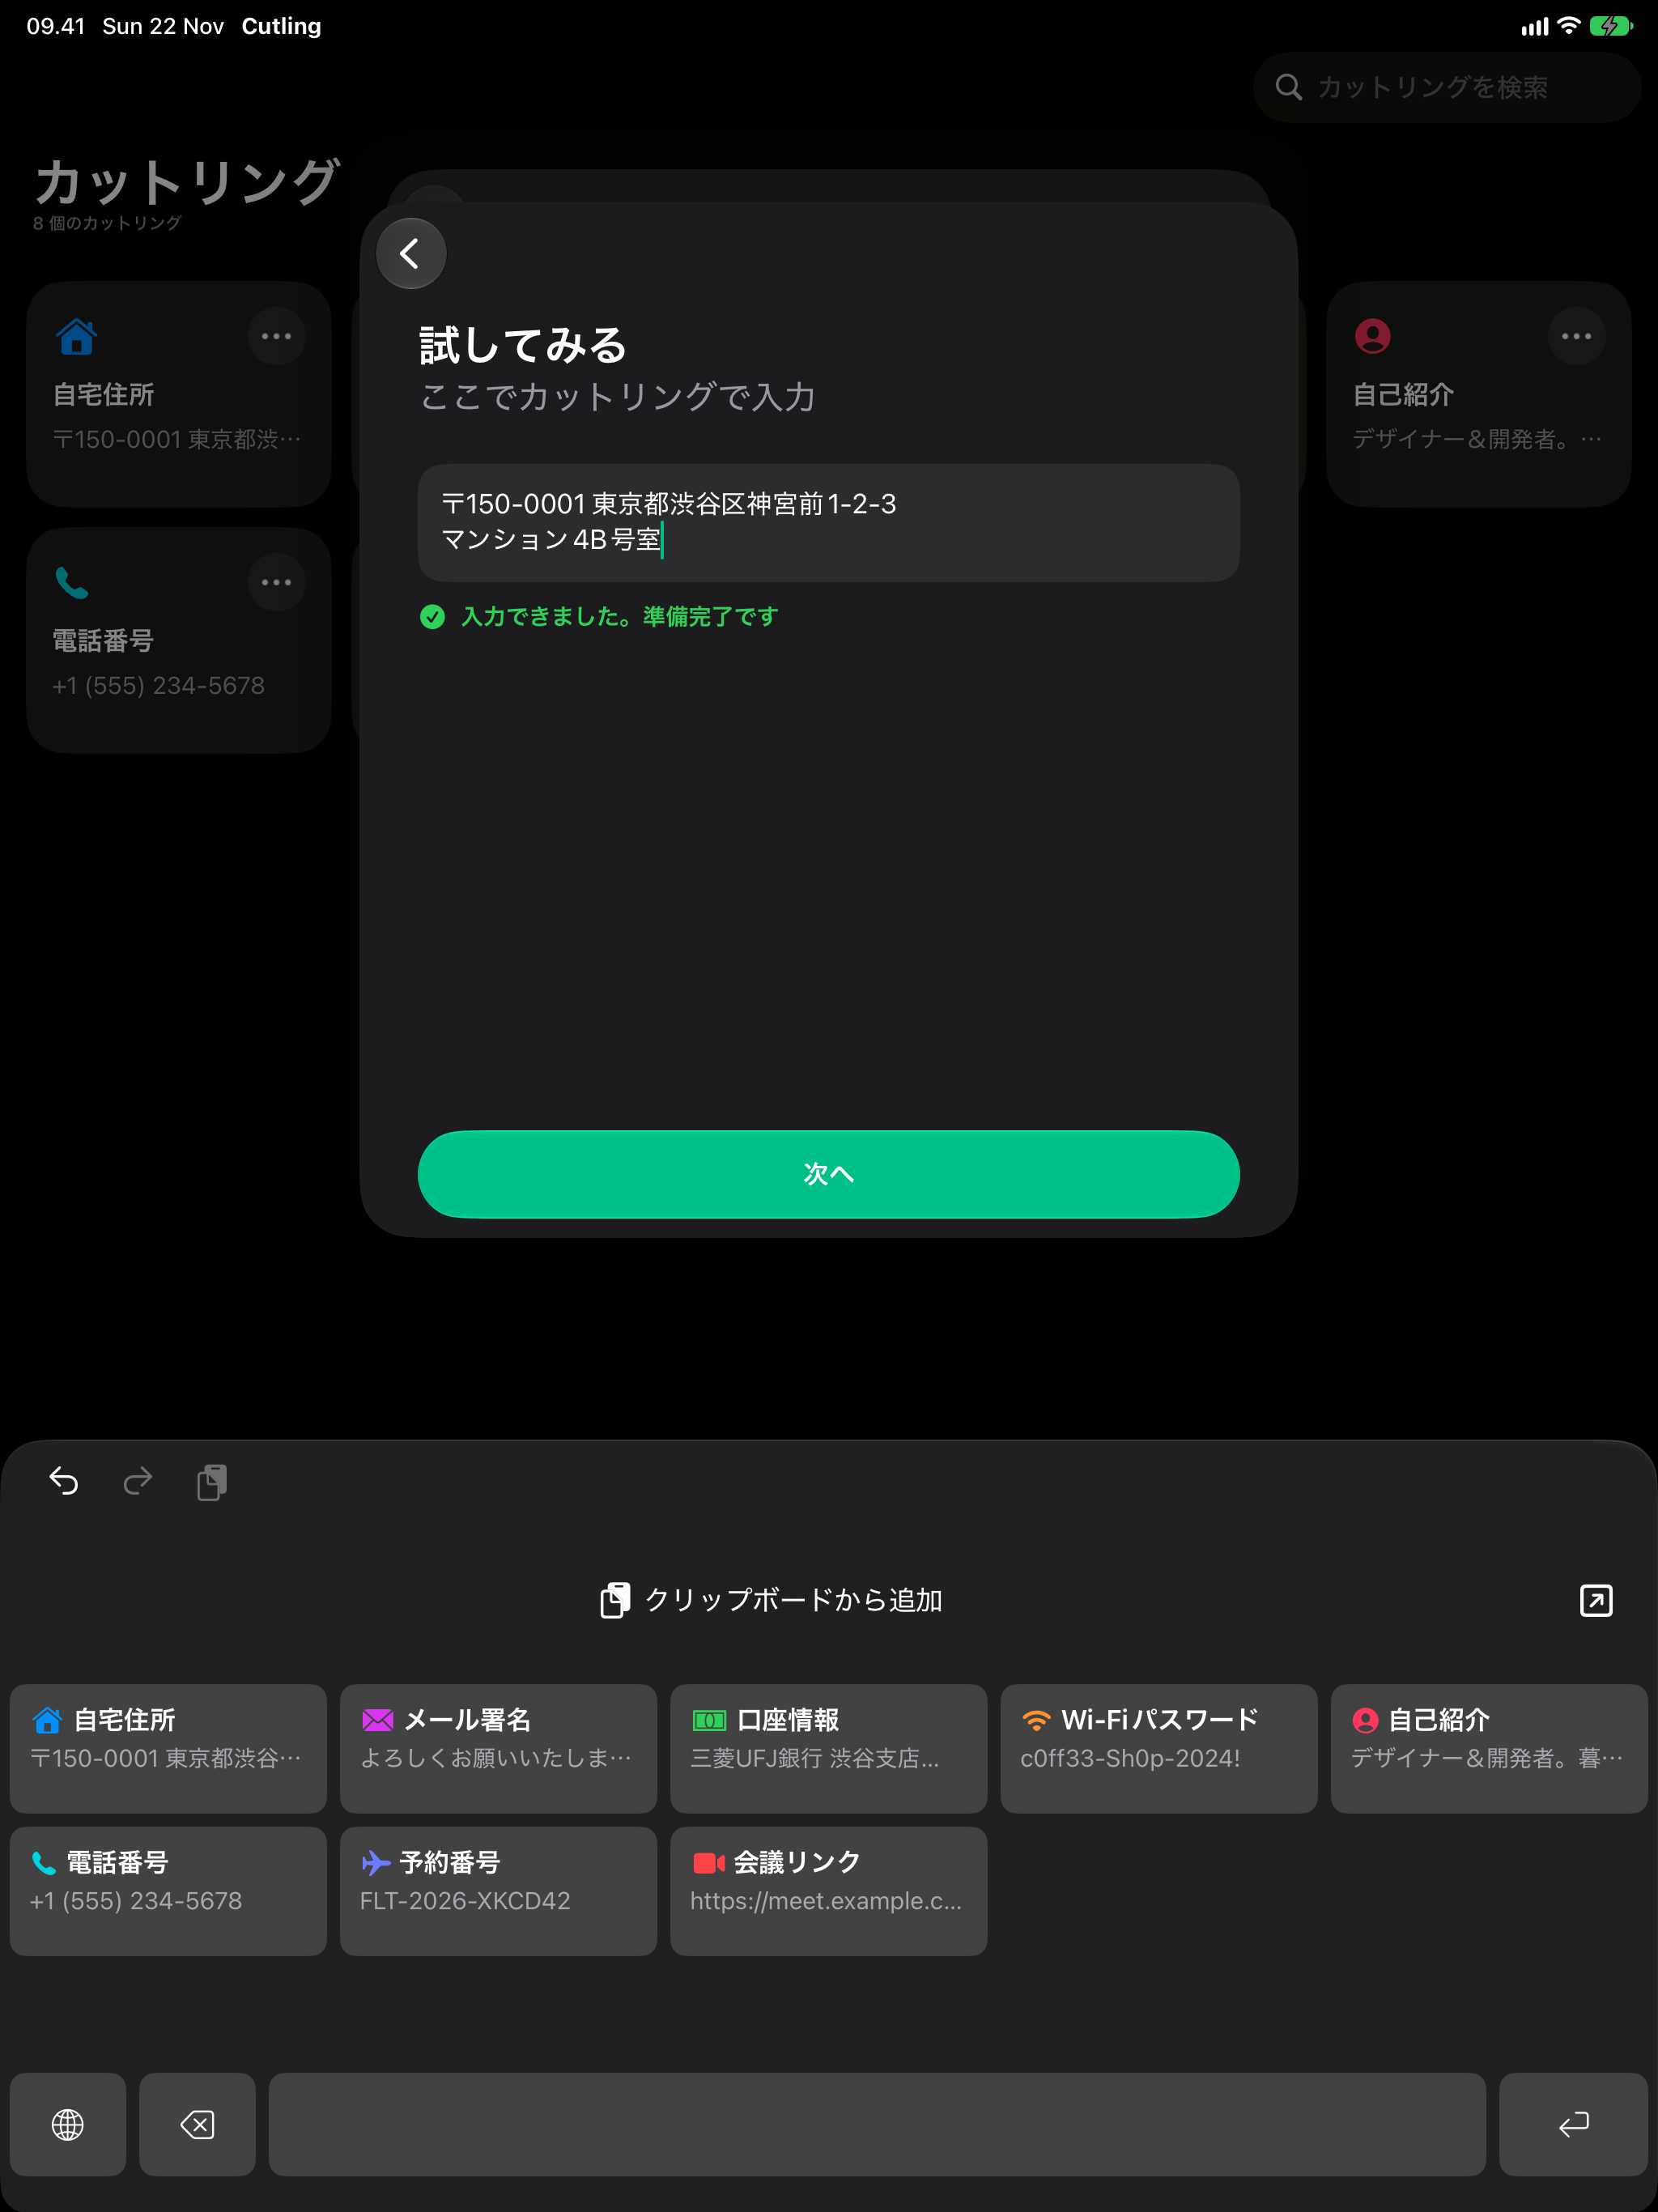 09.41 Sun 22 Nov Cutling
カットリングを検索
カットリング
8 個のカットリング
自宅住所
〒150-0001 東京都渋…
電話番号
+1 (555) 234-5678
自己紹介
デザイナー＆開発者。…
試してみる
ここでカットリングで入力
〒150-0001 東京都渋谷区神宮前1-2-3
マンション4B号室
入力できました。準備完了です
次へ
クリップボードから追加
自宅住所
〒150-0001 東京都渋谷…
メール署名
よろしくお願いいたしま…
口座情報
三菱UFJ銀行 渋谷支店...
Wi-Fiパスワード
c0ff33-Sh0p-2024!
自己紹介
デザイナー＆開発者。暮…
電話番号
+1 (555) 234-5678
予約番号
FLT-2026-XKCD42
会議リンク
https://meet.example.c...